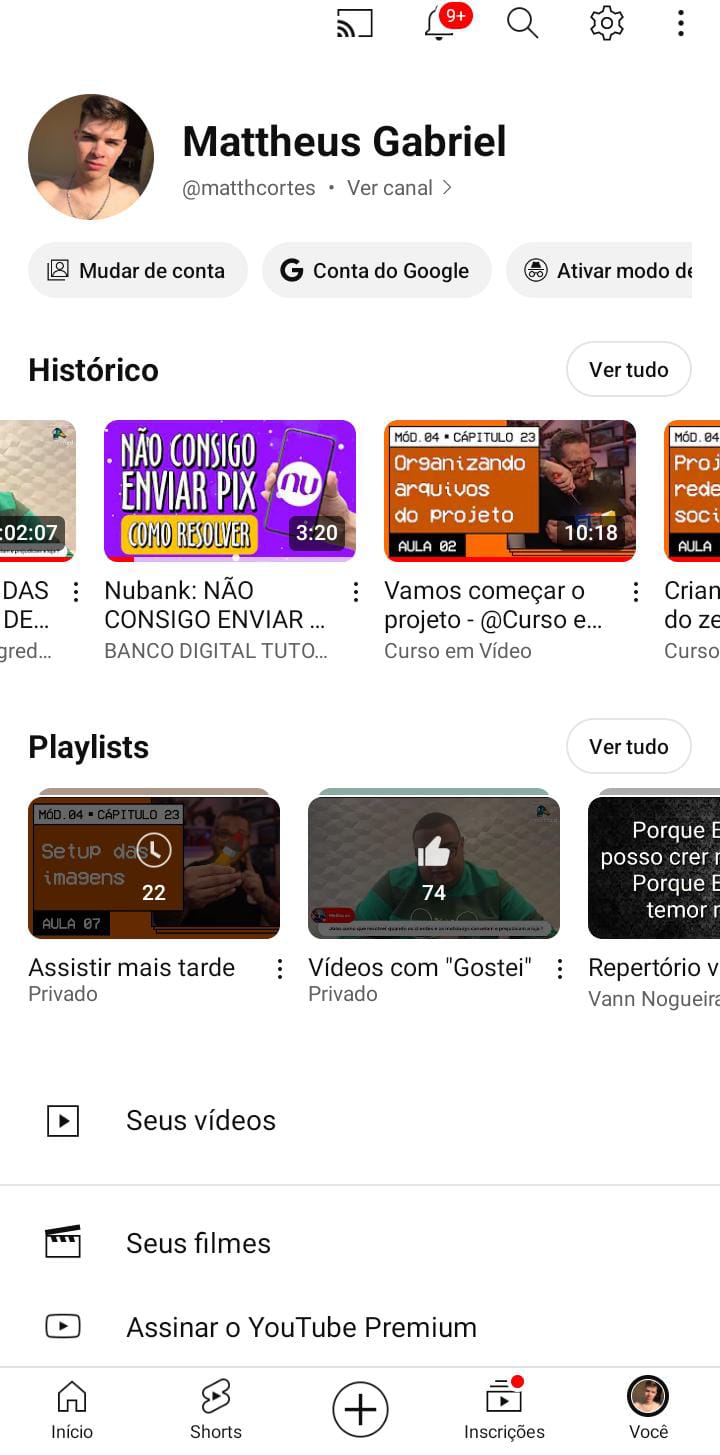 9+
Mattheus Gabriel
@matthcortes • Ver canal
Mudar de conta
Conta do Google
Ativar modo de
Histórico
Ver tudo
:02:07
NÃO CONSIGO
ENVIAR PIX
COMO RESOLVER
nu
3:20
MÓD.04 ▪ CÁPITULO 23
Organizando
arquivos
do projeto
AULA 02
10:18
MÓD.04
Proj
rede
soci
AULA
DAS
DE...
gred...
Nubank: NÃO
CONSIGO ENVIAR ...
BANCO DIGITAL TUTO...
Vamos começar o
projeto - @Curso e...
Curso em Vídeo
Crian
do ze
Curso
Playlists
Ver tudo
MÓD.04 ▪ CÁPITULO 23
Setup das
imagens
AULA 07
22
74
Porque E
posso crer n
Porque E
temor n
Assistir mais tarde
Privado
Vídeos com "Gostei"
Privado
Repertório v
Vann Nogueira
Seus vídeos
Seus filmes
Assinar o YouTube Premium
Início
Shorts
Inscrições
Você